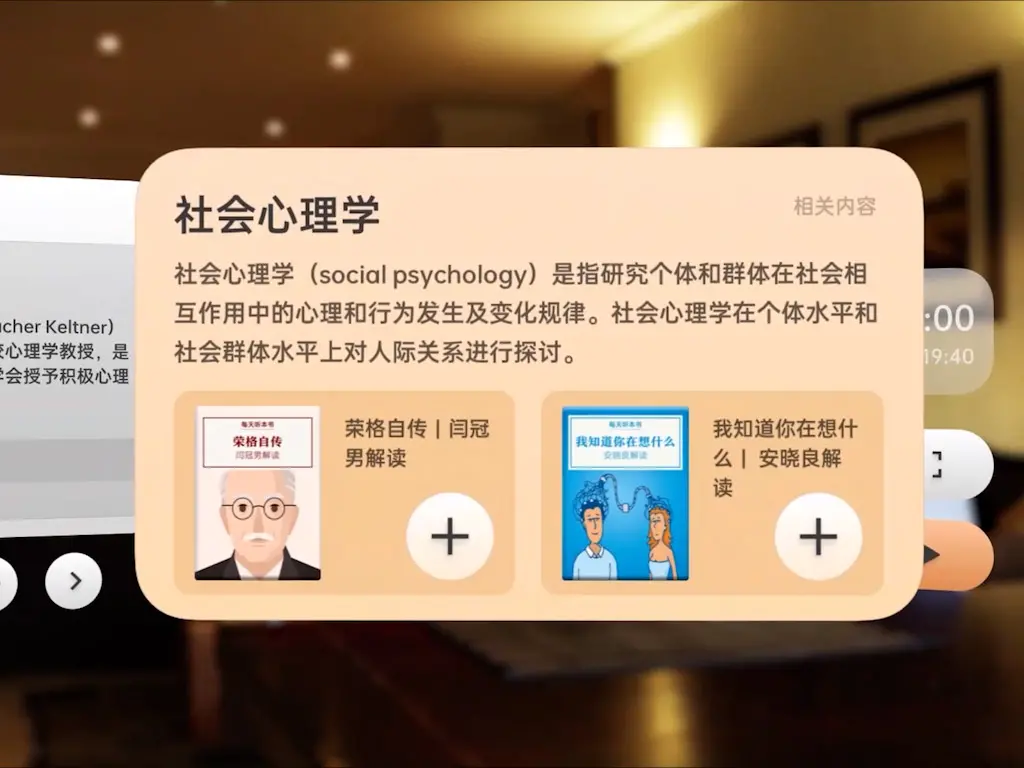 社会心理学
相关内容
社会心理学（social psychology）是指研究个体和群体在社会相
互作用中的心理和行为发生及变化规律。社会心理学在个体水平和
社会群体水平上对人际关系进行探讨。
cher Keltner）
心理学教授，是
会授予积极心理
每天听本书
荣格自传
闫冠男解读
荣格自传 | 闫冠
男解读
每天听本书
我知道你在想什么
安晓良解读
我知道你在想什
么 | 安晓良解
读
:00
19:40